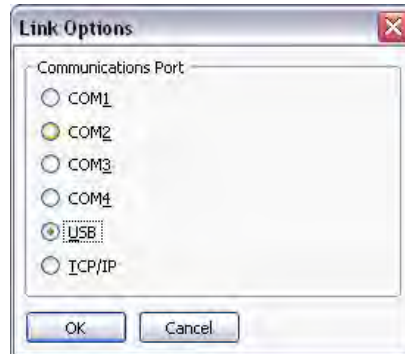 Link Options
Communications Port
COM1
COM2
COM3
COM4
USB
TCP/IP
OK Cancel